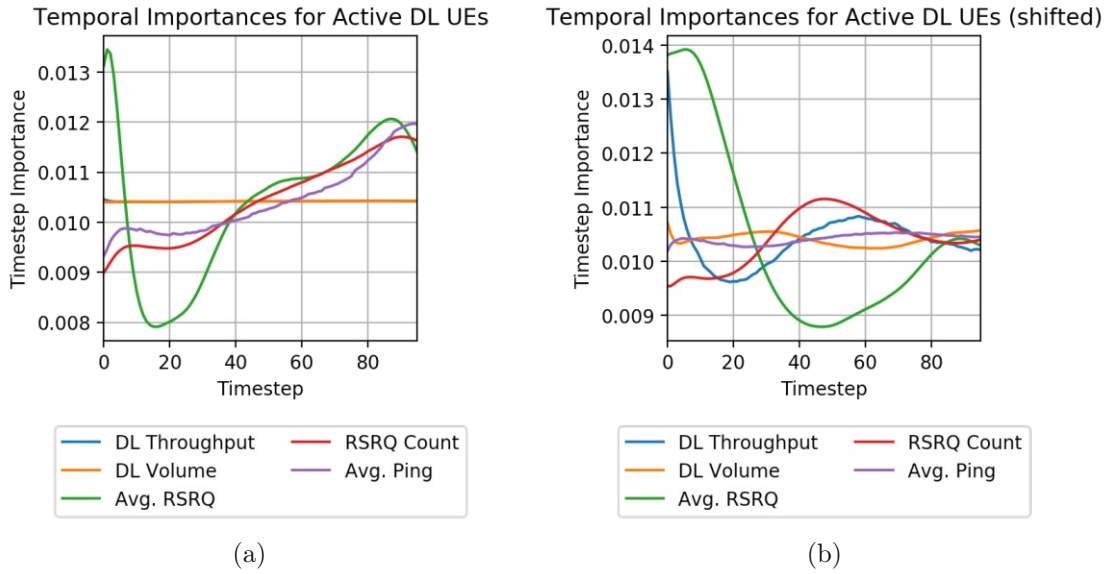 Temporal Importances for Active DL UEs
0.013
0.012
0.011
0.010
0.009
0.008
Timestep Importance
0 20 40 60 80
Timestep
DL Throughput
DL Volume
Avg. RSRQ
RSRQ Count
Avg. Ping
(a)
Temporal Importances for Active DL UEs (shifted)
0.014
0.013
0.012
0.011
0.010
0.009
Timestep Importance
0 20 40 60 80
Timestep
DL Throughput
DL Volume
Avg. RSRQ
RSRQ Count
Avg. Ping
(b)